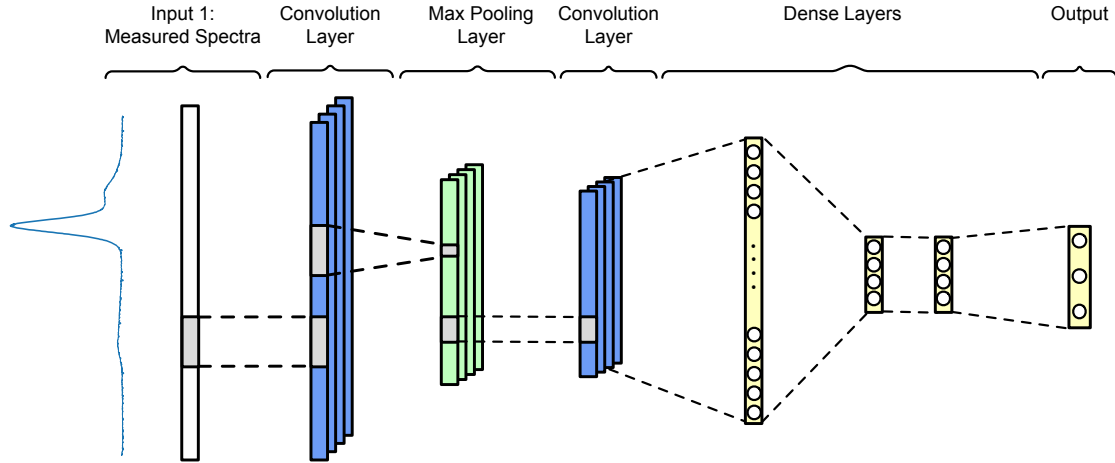 Input 1:
Measured Spectra
Convolution
Layer
Max Pooling
Layer
Convolution
Layer
Dense Layers
Output